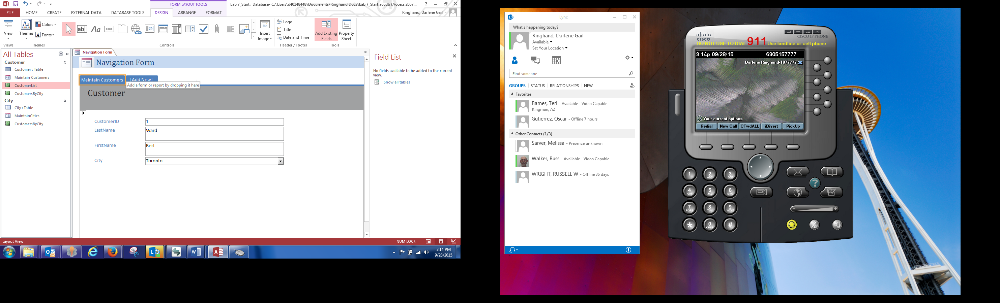 FORM LAYOUT TOOLS
Lab 7_Start : Database- C:\Users\d40148448\Documents\Ringhand Docs\Lab 7_Start.accdb (Access 2007...
FILE HOME CREATE EXTERNAL DATA DATABASE TOOLS DESIGN ARRANGE FORMAT
Ringhand, Darlene Gail
View
Views
Themes
Colors
Fonts
Themes
ab|
Aa
xxxx
Controls
Insert Image
Logo
Title
Date and Time
Header / Footer
Add Existing Fields
Property Sheet
Tools
All Tables
Customer
Customer : Table
Maintain Customers
CustomerList
CustomersByCity
City
City : Table
MaintainCities
CustomersByCity
Navigation Form
Navigation Form
Maintain Customers [Add New]
Add a form or report by dropping it here
Customer
CustomerID 1
LastName Ward
FirstName Bert
City Toronto
Field List
No fields available to be added to the current
view.
Show all tables
Layout View
NUM LOCK
3:14 PM
9/28/2015
Lync
What's happening today?
Ringhand, Darlene Gail
Available
Set Your Location
Find someone
GROUPS STATUS RELATIONSHIPS NEW
Favorites
Barnes, Teri - Available - Video Capable
Kingman, AZ
Gutierrez, Oscar - Offline 7 hours
Other Contacts (1/3)
Sarver, Melissa - Presence unknown
Walker, Russ - Available - Video Capable
WRIGHT, RUSSELL W - Offline 36 days
CISCO
CISCO IP PHONE
DO NOT USE TO DIAL 911 Use landline or cell phone
3 14p 09/28/15 6305157777
Darlene Ringhand-1977777
Your current options
Redial New Call CFwdALL iDivert PickUp
1 2 ABC 3 DEF
4 GHI 5 JKL 6 MNO
7 PQRS 8 TUV 9 WXYZ
* 0 OPER #
?
- +